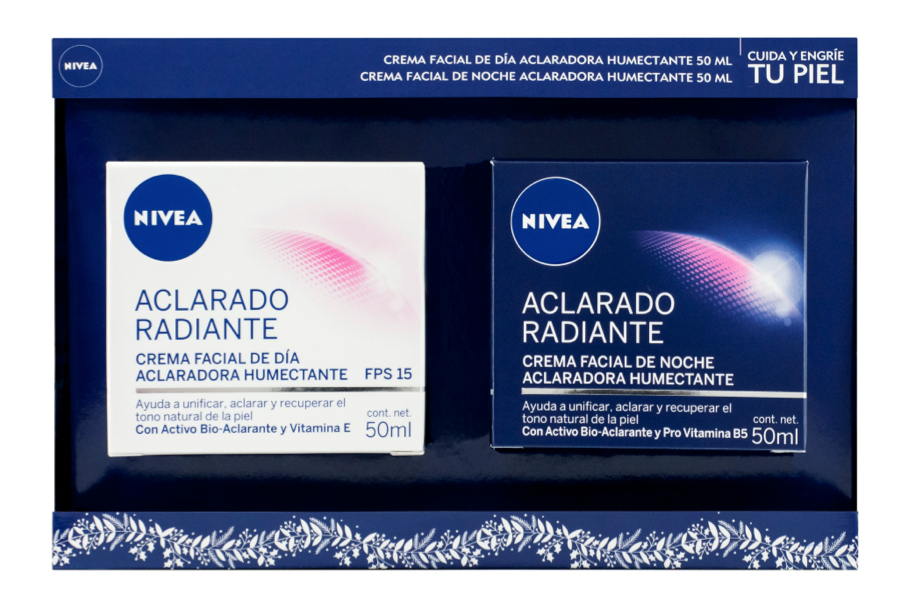 NIVEA
CREMA FACIAL DE DÍA ACLARADORA HUMECTANTE 50 ML
CREMA FACIAL DE NOCHE ACLARADORA HUMECTANTE 50 ML
CUIDA Y ENGRÍE
TU PIEL
NIVEA
ACLARADO
RADIANTE
CREMA FACIAL DE DÍA
ACLARADORA HUMECTANTE FPS 15
Ayuda a unificar, aclarar y recuperar el
tono natural de la piel
Con Activo Bio-Aclarante y Vitamina E
cont. net.
50ml
NIVEA
ACLARADO
RADIANTE
CREMA FACIAL DE NOCHE
ACLARADORA HUMECTANTE
Ayuda a unificar, aclarar y recuperar el
tono natural de la piel
Con Activo Bio-Aclarante y Pro Vitamina B5
cont. net.
50ml